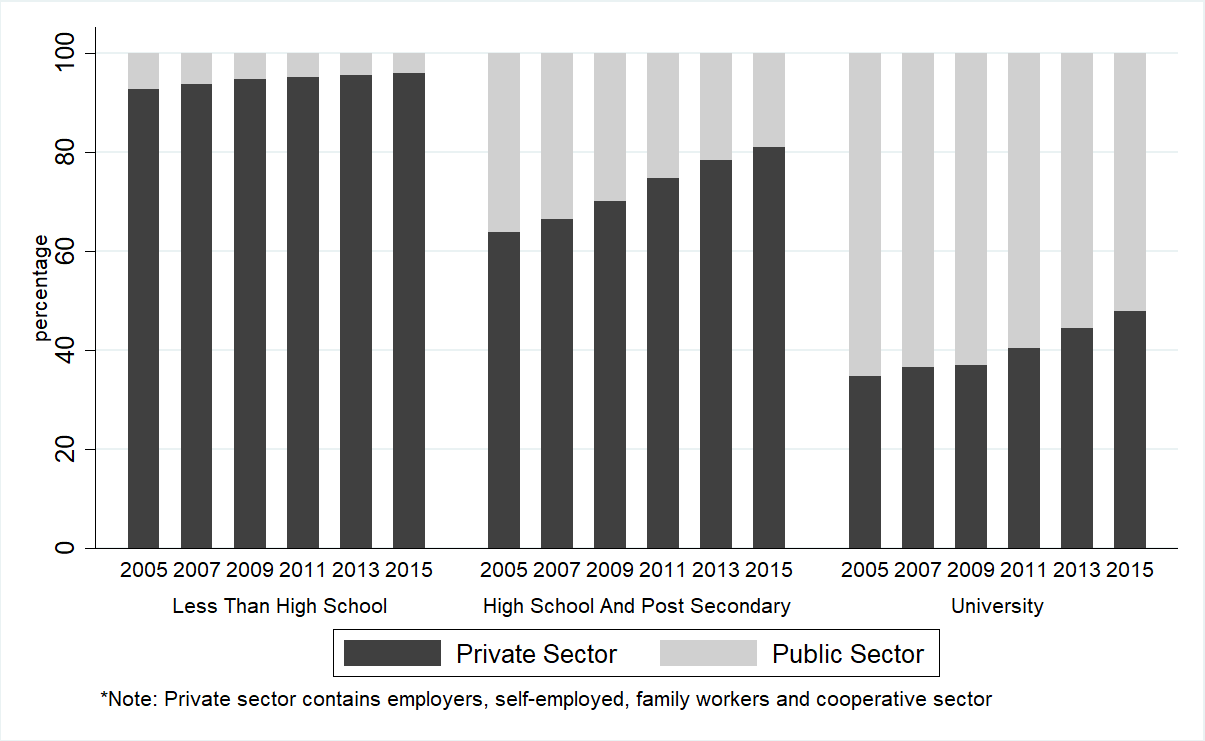 percentage
100
80
60
40
20
0
2005 2007 2009 2011 2013 2015 2005 2007 2009 2011 2013 2015 2005 2007 2009 2011 2013 2015
Less Than High School High School And Post Secondary University
Private Sector Public Sector
*Note: Private sector contains employers, self-employed, family workers and cooperative sector